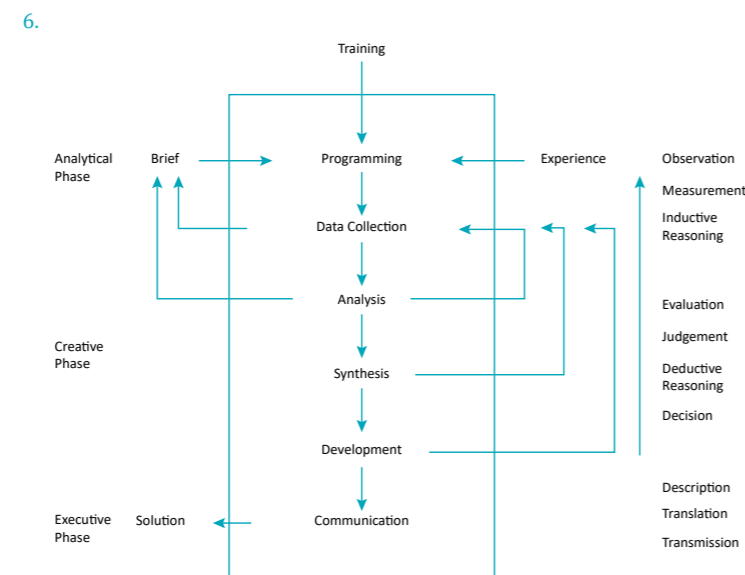 6.
Training
Analytical
Phase
Brief
Programming
Experience
Observation
Measurement
Inductive
Reasoning
Data Collection
Analysis
Evaluation
Judgement
Creative
Phase
Synthesis
Deductive
Reasoning
Decision
Development
Description
Executive
Phase
Solution
Communication
Translation
Transmission